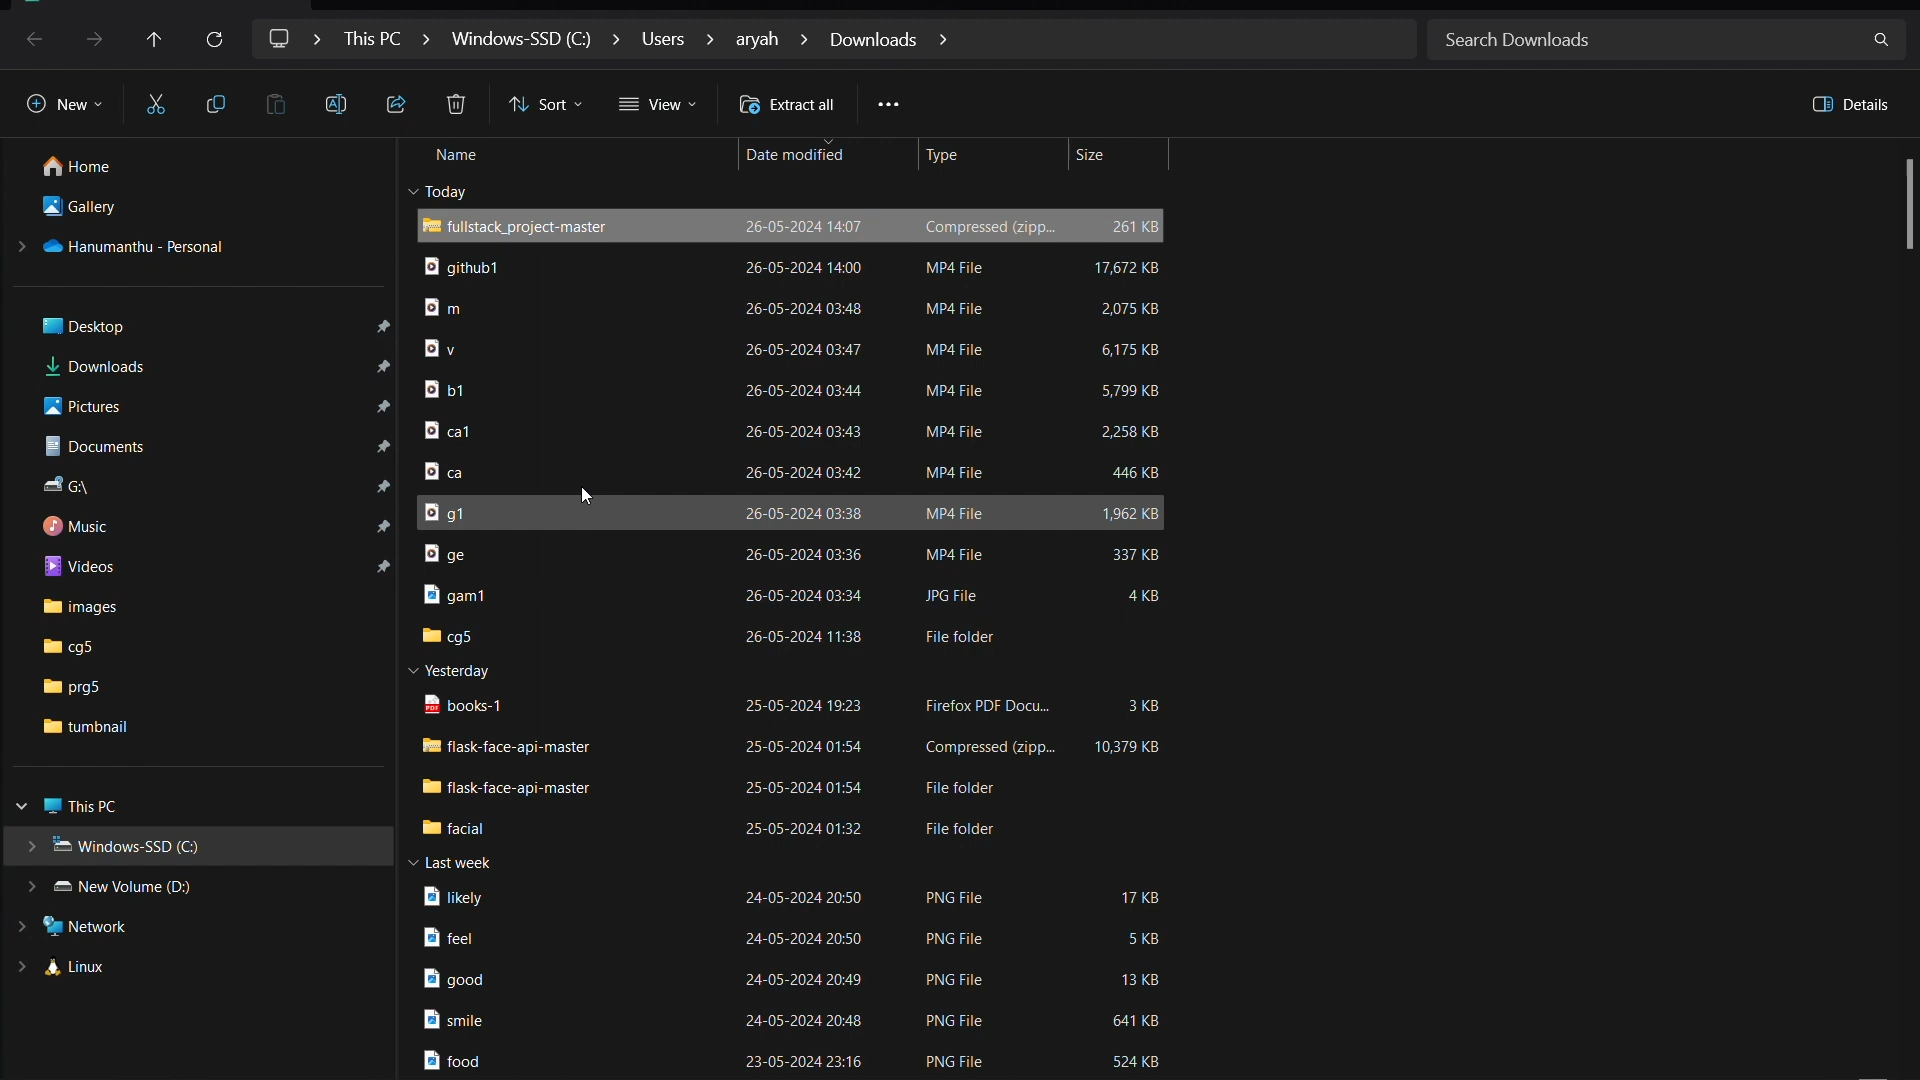 This PC > Windows-SSD (C:) > Users > aryah > Downloads >
Search Downloads
New
Sort
View
Extract all
Details
Home
Gallery
Hanumanthu - Personal
Desktop
Downloads
Pictures
Documents
G:\
Music
Videos
images
cg5
prg5
tumbnail
This PC
Windows-SSD (C:)
New Volume (D:)
Network
Linux
Name Date modified Type Size
Today
fullstack_project-master 26-05-2024 14:07 Compressed (zipp... 261 KB
github1 26-05-2024 14:00 MP4 File 17,672 KB
m 26-05-2024 03:48 MP4 File 2,075 KB
v 26-05-2024 03:47 MP4 File 6,175 KB
b1 26-05-2024 03:44 MP4 File 5,799 KB
ca1 26-05-2024 03:43 MP4 File 2,258 KB
ca 26-05-2024 03:42 MP4 File 446 KB
g1 26-05-2024 03:38 MP4 File 1,962 KB
ge 26-05-2024 03:36 MP4 File 337 KB
gam1 26-05-2024 03:34 JPG File 4 KB
cg5 26-05-2024 11:38 File folder
Yesterday
books-1 25-05-2024 19:23 Firefox PDF Docu... 3 KB
flask-face-api-master 25-05-2024 01:54 Compressed (zipp... 10,379 KB
flask-face-api-master 25-05-2024 01:54 File folder
facial 25-05-2024 01:32 File folder
Last week
likely 24-05-2024 20:50 PNG File 17 KB
feel 24-05-2024 20:50 PNG File 5 KB
good 24-05-2024 20:49 PNG File 13 KB
smile 24-05-2024 20:48 PNG File 641 KB
food 23-05-2024 23:16 PNG File 524 KB